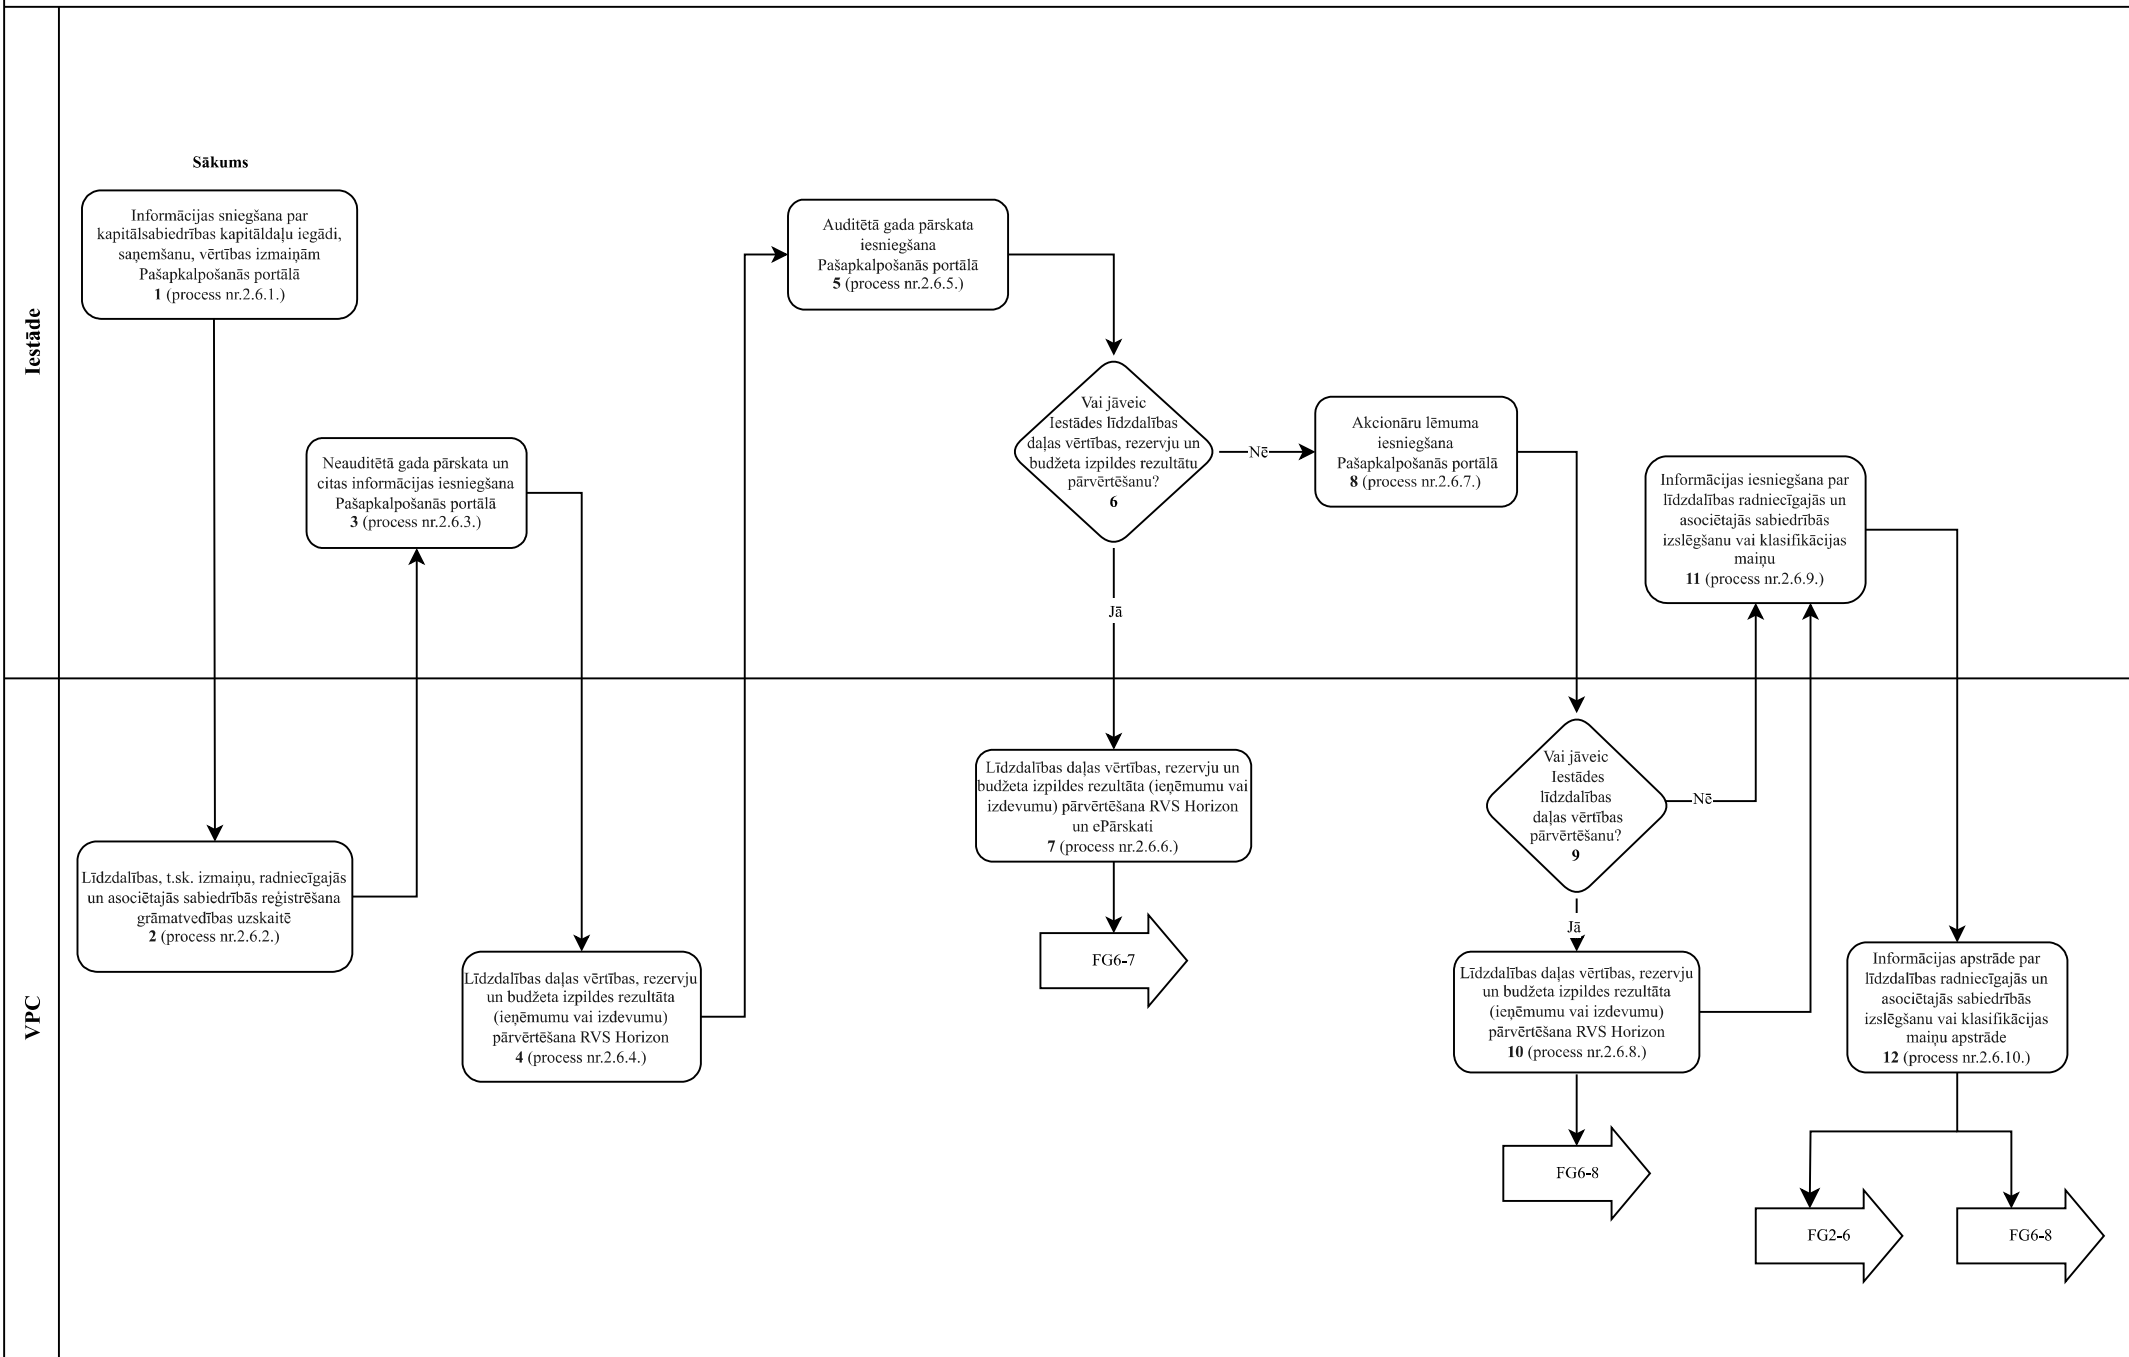 Iestāde
Sākums
Informācijas sniegšana par
kapitālsabiedrības kapitāldaļu iegādi,
saņemšanu, vērtības izmaiņām
Pašapkalpošanās portālā
1 (process nr.2.6.1.)
Neauditētā gada pārskata un
citas informācijas iesniegšana
Pašapkalpošanās portālā
3 (process nr.2.6.3.)
Auditētā gada pārskata
iesniegšana
Pašapkalpošanās portālā
5 (process nr.2.6.5.)
Vai jāveic
Iestādes līdzdalības
daļas vērtības, rezervju un
budžeta izpildes rezultātu
pārvērtēšanu?
6
Nē
Jā
Akcionāru lēmuma
iesniegšana
Pašapkalpošanās portālā
8 (process nr.2.6.7.)
Informācijas iesniegšana par
līdzdalības radniecīgajās un
asociētajās sabiedrībās
izslēgšanu vai klasifikācijas
maiņu
11 (process nr.2.6.9.)
VPC
Līdzdalības, t.sk. izmaiņu, radniecīgajās
un asociētajās sabiedrībās reģistrēšana
grāmatvedības uzskaitē
2 (process nr.2.6.2.)
Līdzdalības daļas vērtības, rezervju
un budžeta izpildes rezultāta
(ieņēmumu vai izdevumu)
pārvērtēšana RVS Horizon
4 (process nr.2.6.4.)
Līdzdalības daļas vērtības, rezervju un
budžeta izpildes rezultāta (ieņēmumu vai
izdevumu) pārvērtēšana RVS Horizon
un ePārskati
7 (process nr.2.6.6.)
FG6-7
Vai jāveic
Iestādes
līdzdalības
daļas vērtības
pārvērtēšanu?
9
Nē
Jā
Līdzdalības daļas vērtības, rezervju
un budžeta izpildes rezultāta
(ieņēmumu vai izdevumu)
pārvērtēšana RVS Horizon
10 (process nr.2.6.8.)
FG6-8
Informācijas apstrāde par
līdzdalības radniecīgajās un
asociētajās sabiedrībās
izslēgšanu vai klasifikācijas
maiņu apstrāde
12 (process nr.2.6.10.)
FG2-6
FG6-8